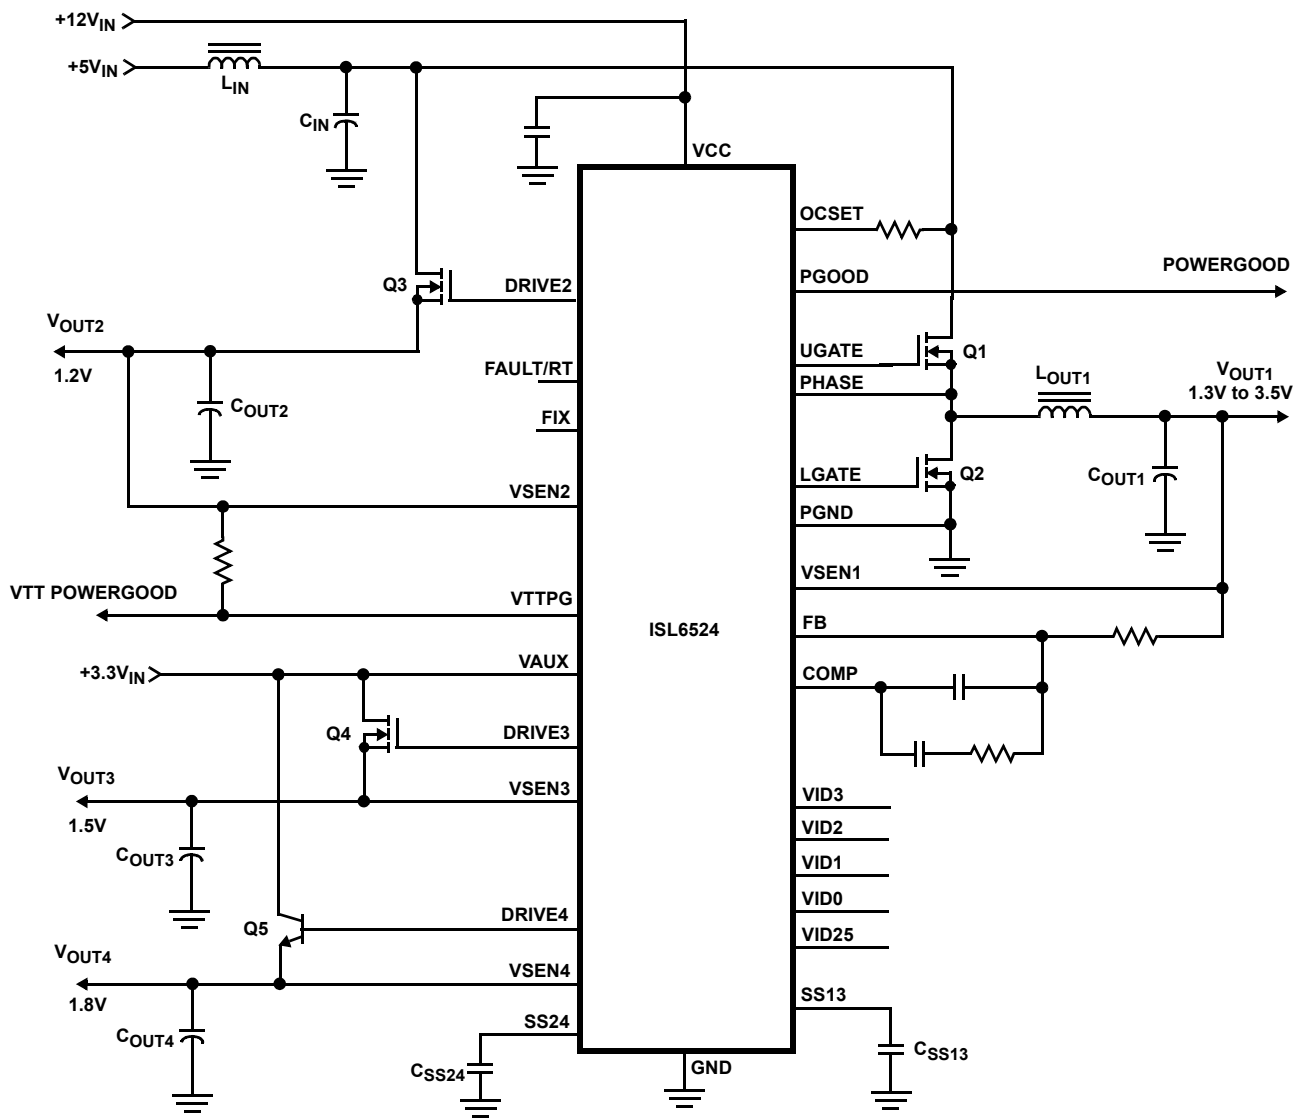 +12VIN
+5VIN
LIN
CIN
VCC
OCSET
PGOOD
POWERGOOD
Q3
DRIVE2
VOUT2
1.2V
COUT2
FAULT/RT
FIX
UGATE
Q1
PHASE
LOUT1
VOUT1
1.3V to 3.5V
LGATE
Q2
COUT1
PGND
VSEN2
VSEN1
VTT POWERGOOD
VTTPG
ISL6524
FB
+3.3VIN
VAUX
COMP
Q4
DRIVE3
VOUT3
1.5V
VSEN3
COUT3
VID3
VID2
VID1
VID0
VID25
Q5
DRIVE4
VOUT4
1.8V
VSEN4
COUT4
SS24
CSS24
SS13
CSS13
GND